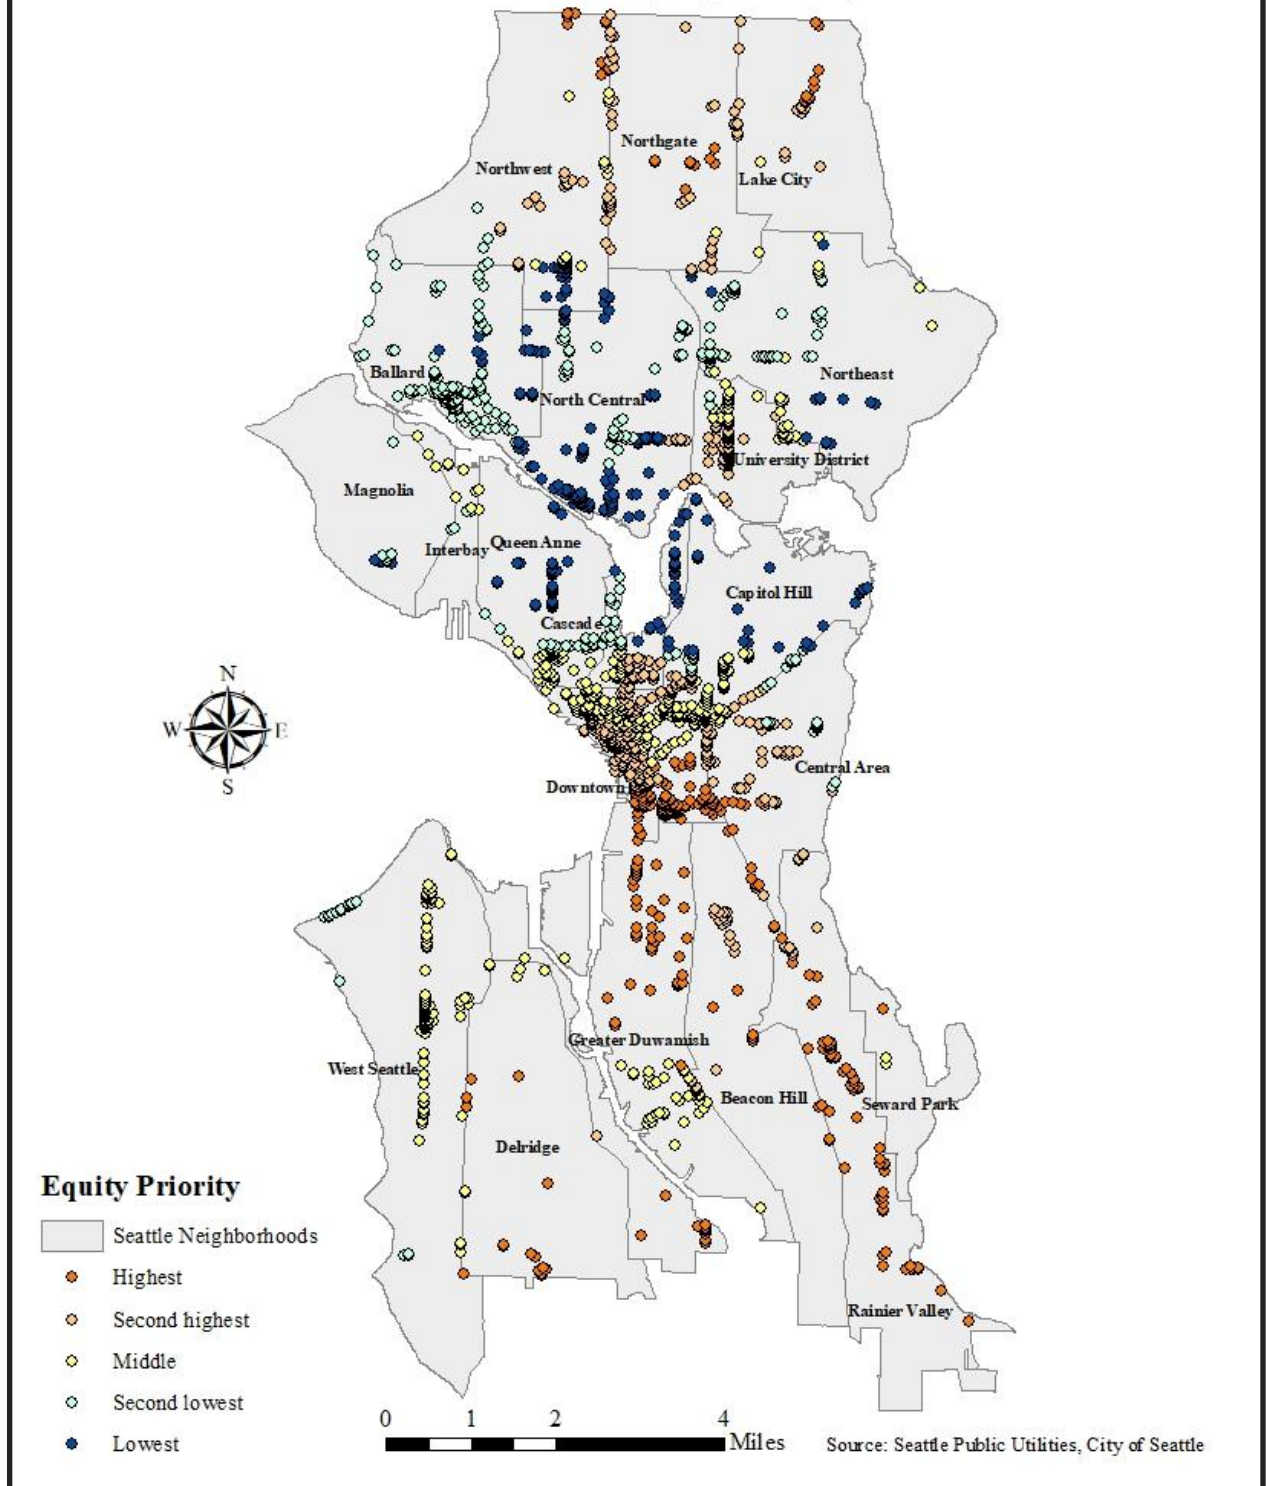 Northgate
Northwest
Lake City
Ballard
Northeast
North Central
University District
Magnolia
Interbay
Queen Anne
Capitol Hill
Cascade
N
W
E
S
Central Area
Downtown
Greater Duwamish
West Seattle
Beacon Hill
Seward Park
Delridge
Equity Priority
Seattle Neighborhoods
Highest
Second highest
Rainier Valley
Middle
Second lowest
Lowest
0 1 2 4
Miles
Source: Seattle Public Utilities, City of Seattle